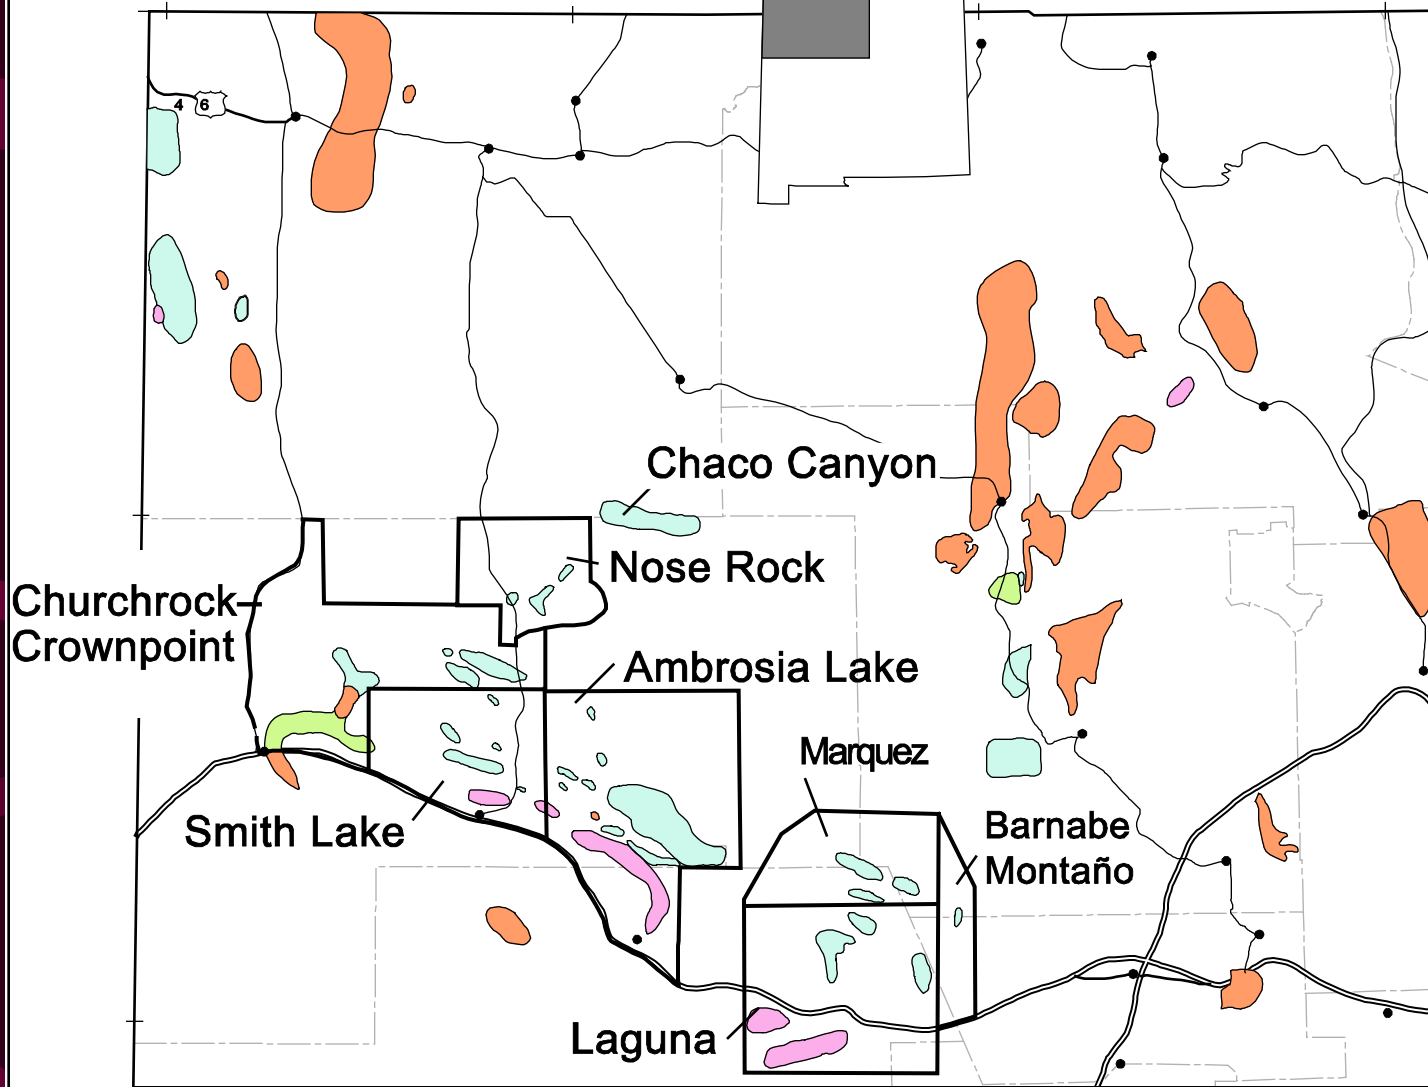 4 6
Chaco Canyon
Nose Rock
Churchrock
Crownpoint
Ambrosia Lake
Marquez
Smith Lake
Barnabe
Montaño
Laguna